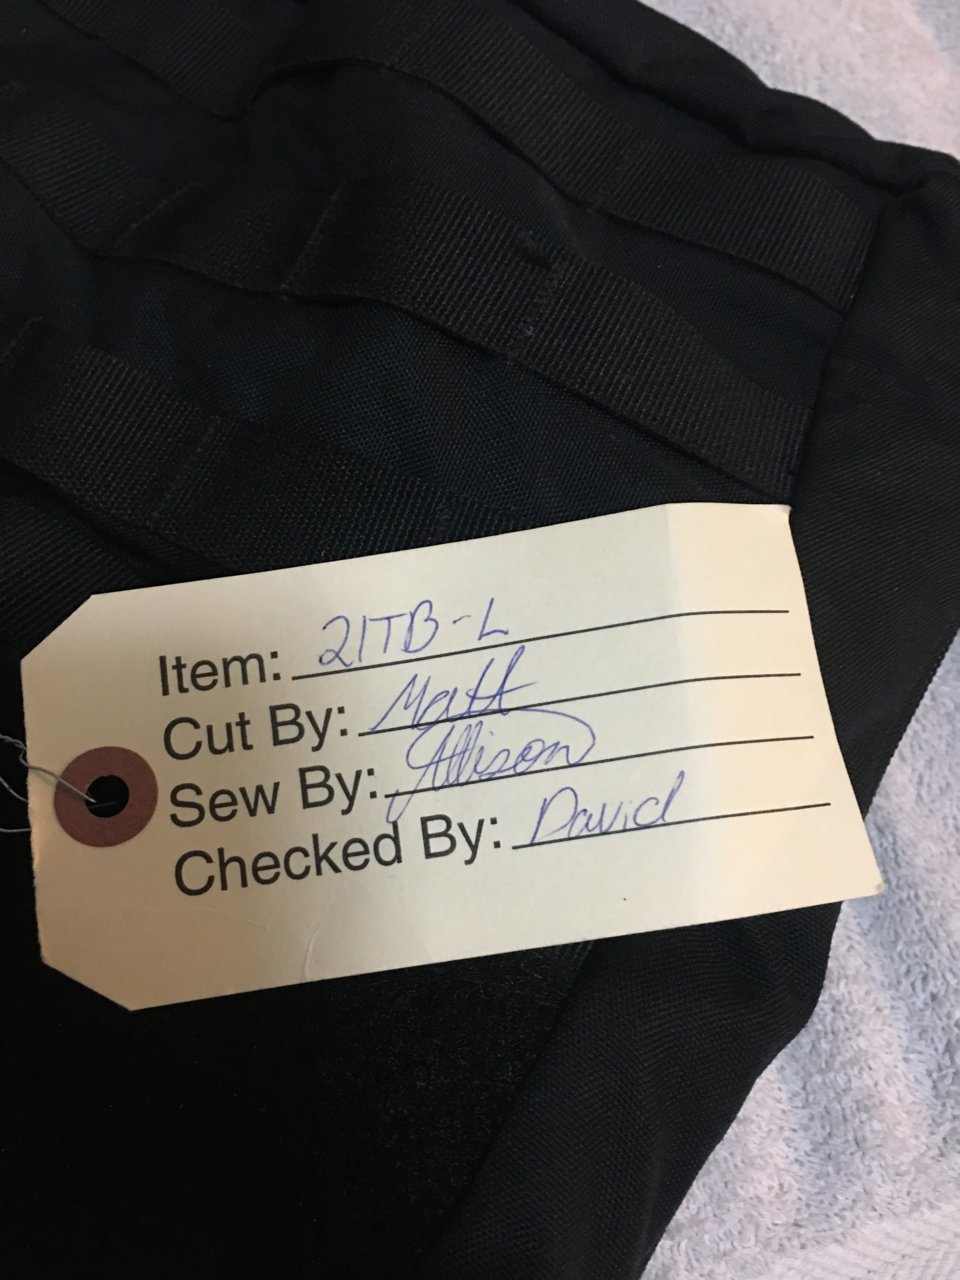 Item: 21TB-L
Cut By: Matt
Sew By: Allison
Checked By: David